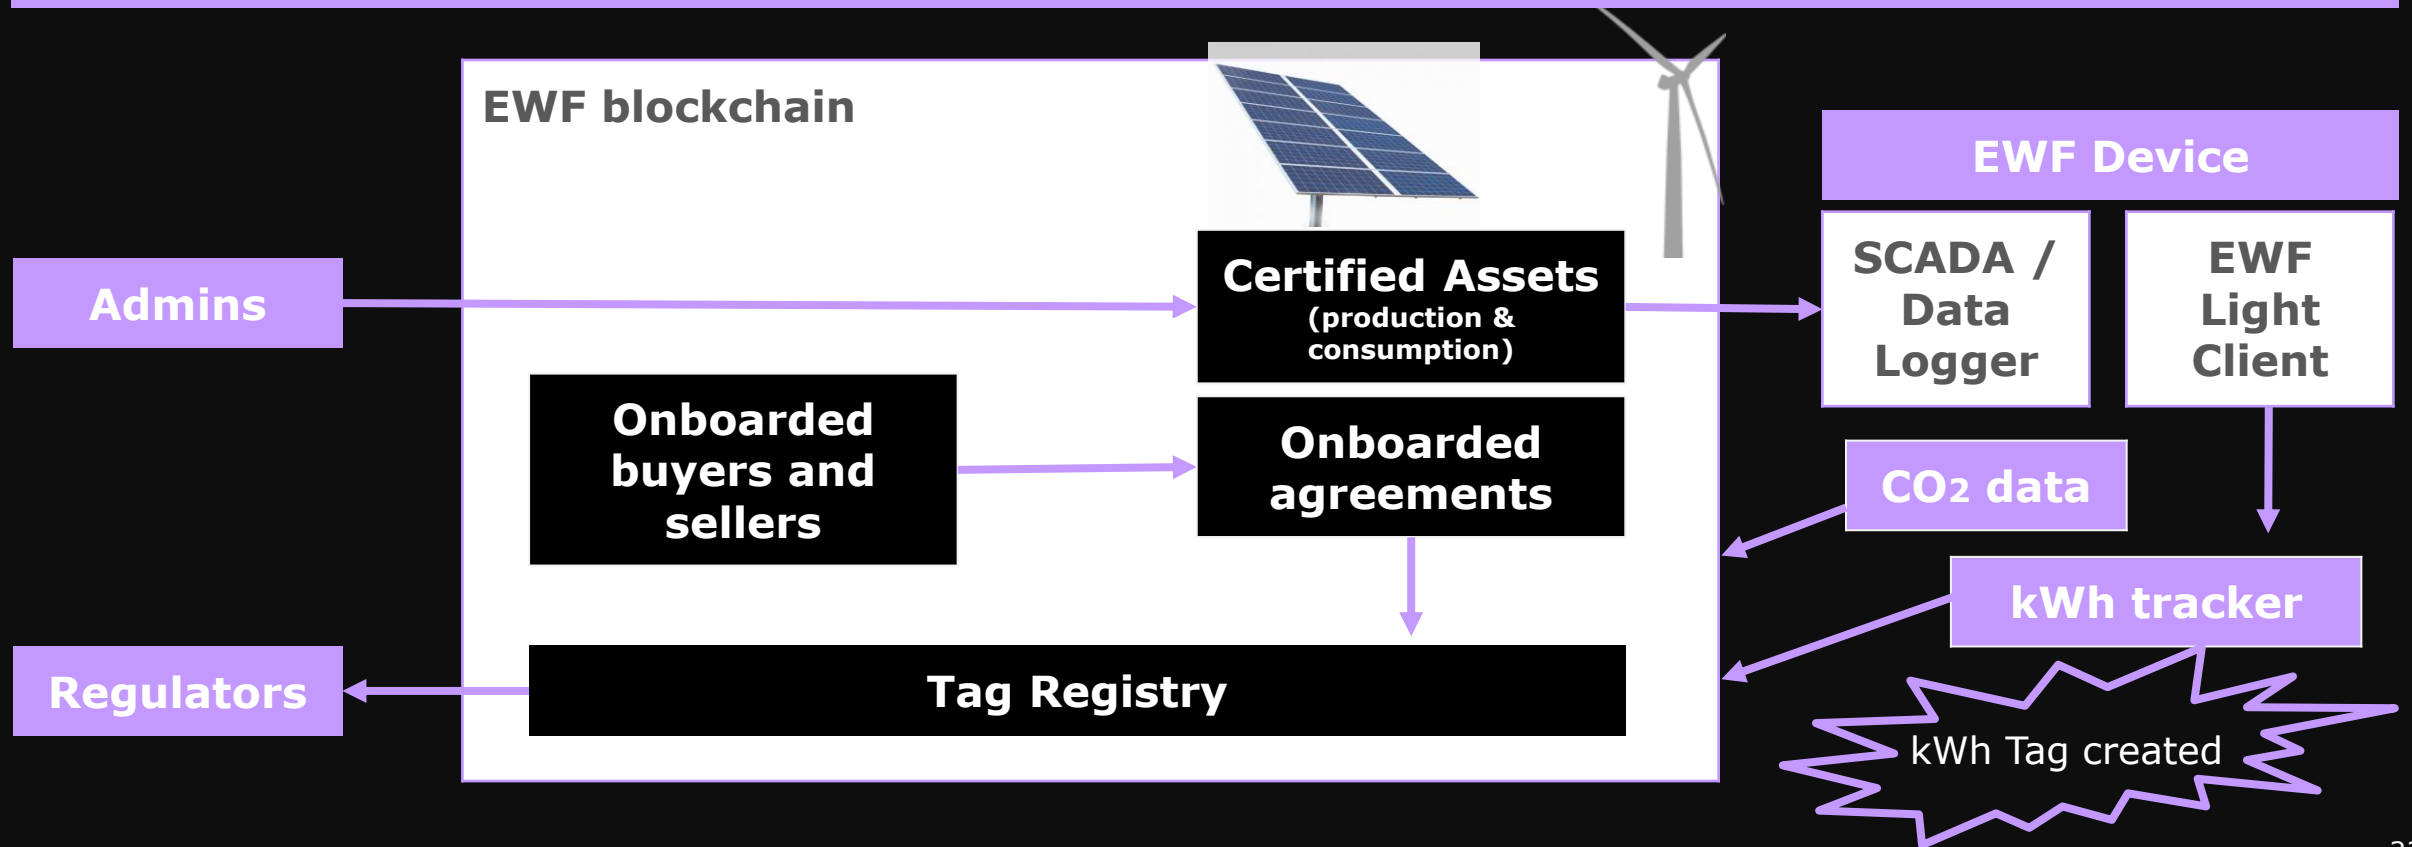 EWF blockchain
EWF Device
SCADA /
Data
Logger
EWF
Light
Client
Admins
Certified Assets
(production &
consumption)
Onboarded
buyers and
sellers
Onboarded
agreements
CO2 data
kWh tracker
Regulators
Tag Registry
kWh Tag created